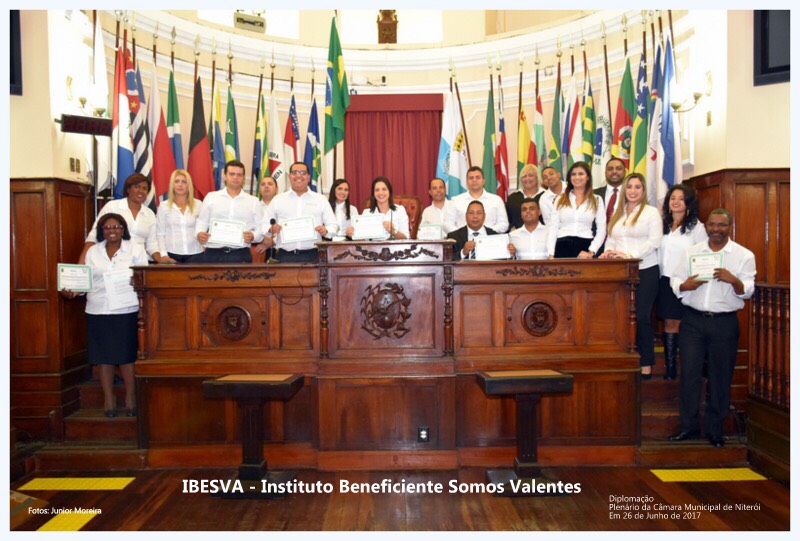 IBESVA - Instituto Beneficiente Somos Valentes
Fotos: Junior Moreira
Diplomação
Plenário da Câmara Municipal de Niterói
Em 26 de Junho de 2017